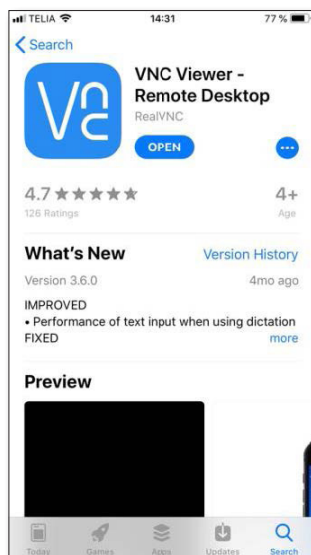 TELIA 14:31 77 %
Search
Vnc
VNC Viewer -
Remote Desktop
RealVNC
OPEN
4.7 4+
126 Ratings Age
What's New Version History
Version 3.6.0 4mo ago
IMPROVED
• Performance of text input when using dictation
FIXED more
Preview
Today Games Apps Updates Search